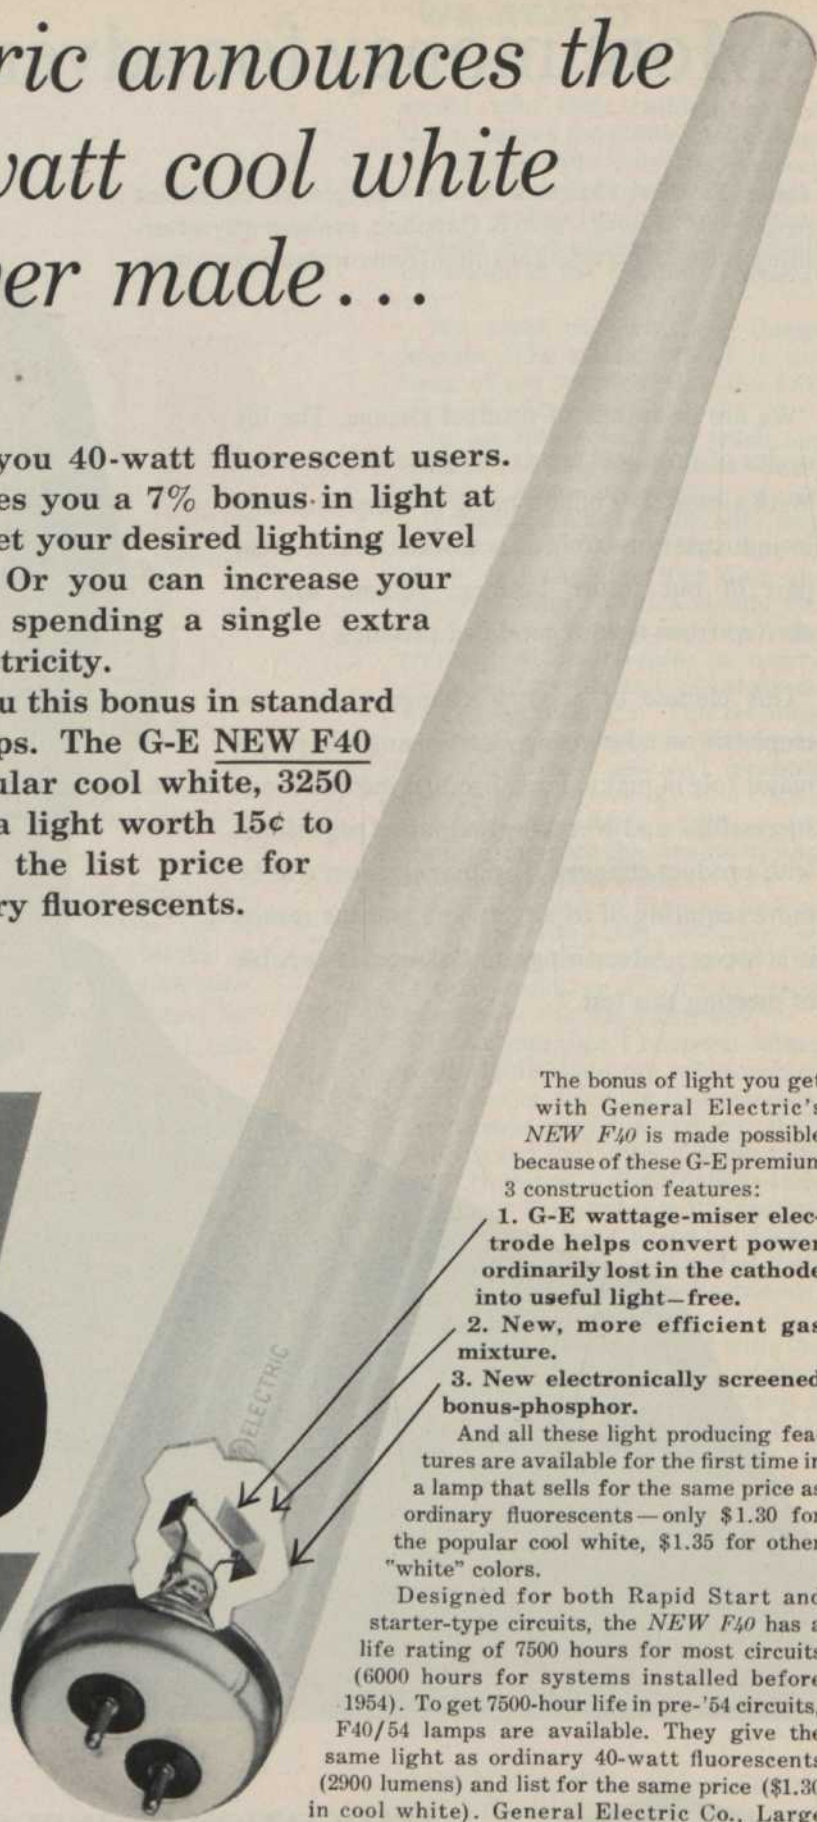 ric announces the
watt cool white
er made...
you 40-watt fluorescent users.
es you a 7% bonus in light at
et your desired lighting level
Or you can increase your
spending a single extra
tricity.
u this bonus in standard
ps. The G-E NEW F40
ular cool white, 3250
a light worth 15¢ to
the list price for
ry fluorescents.
The bonus of light you get
with General Electric's
NEW F40 is made possible
because of these G-E premium
3 construction features:
1. G-E wattage-miser elec-
trode helps convert power
ordinarily lost in the cathode
into useful light—free.
2. New, more efficient gas
mixture.
3. New electronically screened
bonus-phosphor.
And all these light producing fea-
tures are available for the first time in
a lamp that sells for the same price as
ordinary fluorescents—only $1.30 for
the popular cool white, $1.35 for other
"white" colors.
Designed for both Rapid Start and
starter-type circuits, the NEW F40 has a
life rating of 7500 hours for most circuits
(6000 hours for systems installed before
1954). To get 7500-hour life in pre-'54 circuits,
F40/54 lamps are available. They give the
same light as ordinary 40-watt fluorescents
(2900 lumens) and list for the same price ($1.30
in cool white). General Electric Co., Large
ELECTRIC